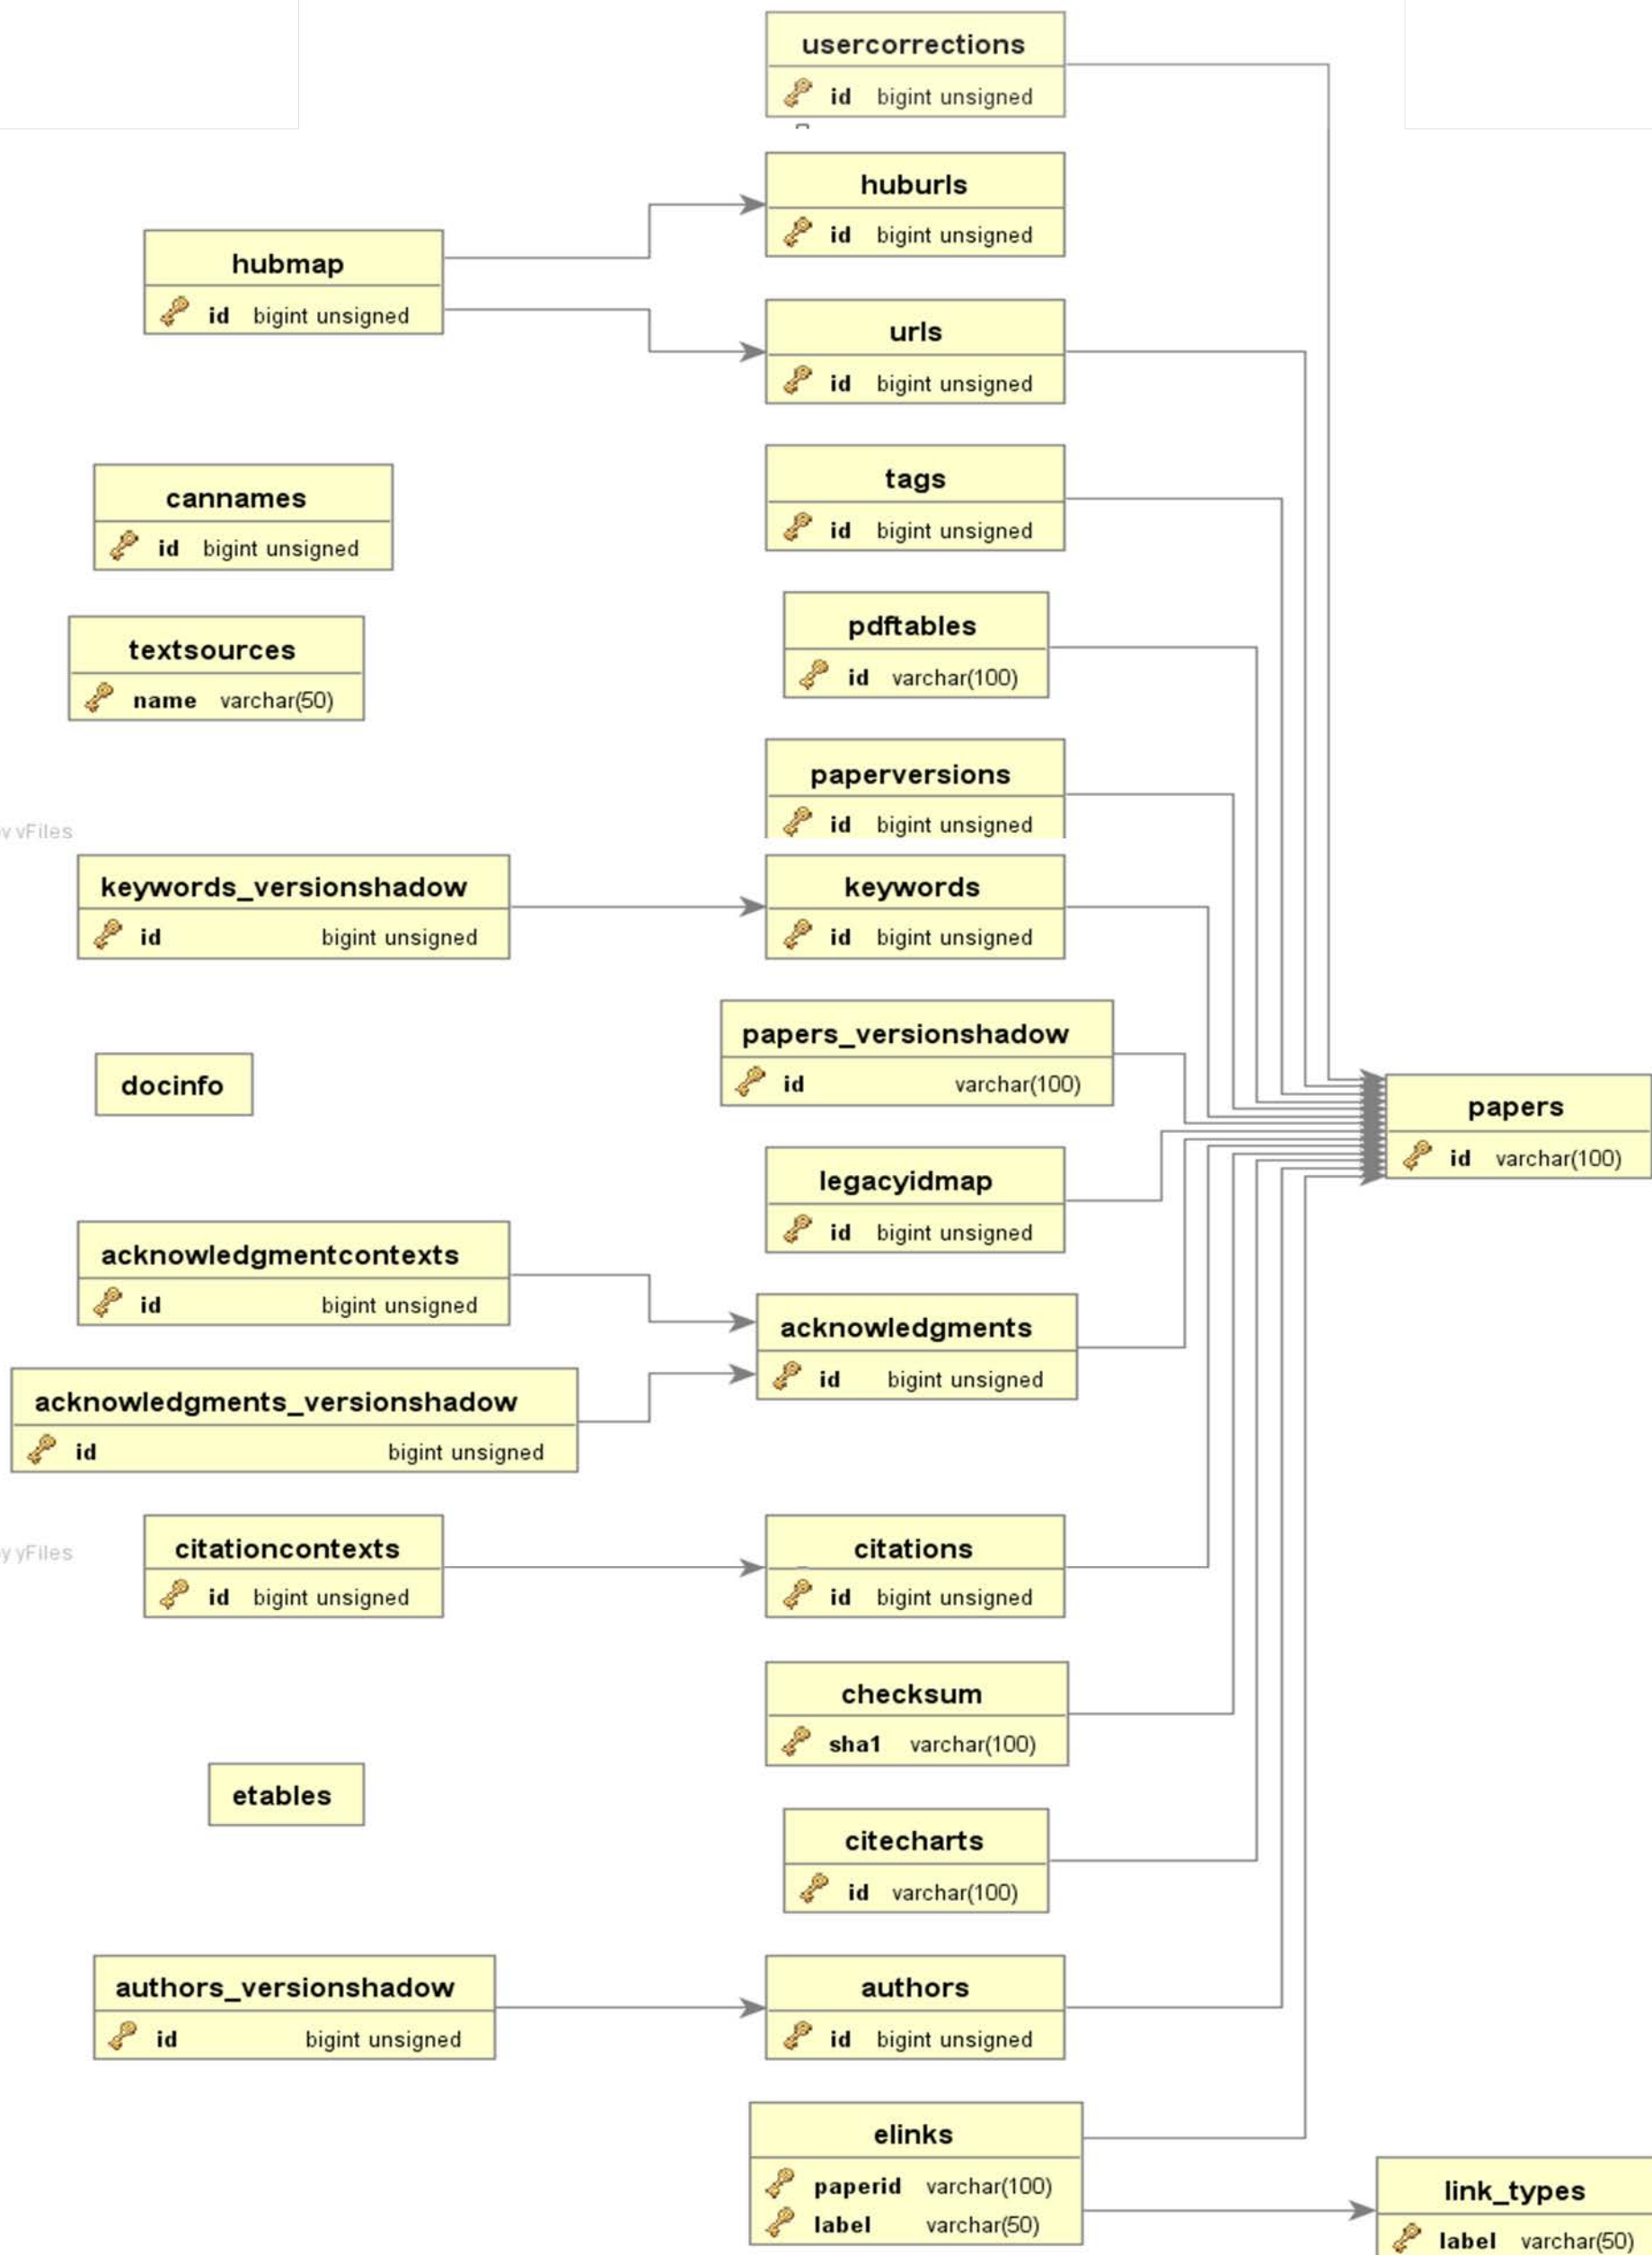 usercorrections
id bigint unsigned
huburls
id bigint unsigned
hubmap
id bigint unsigned
urls
id bigint unsigned
cannames
id bigint unsigned
tags
id bigint unsigned
textsources
name varchar(50)
pdftables
id varchar(100)
paperversions
id bigint unsigned
by yFiles
keywords_versionshadow
id bigint unsigned
keywords
id bigint unsigned
papers_versionshadow
id varchar(100)
docinfo
papers
id varchar(100)
legacyidmap
id bigint unsigned
acknowledgmentcontexts
id bigint unsigned
acknowledgments
id bigint unsigned
acknowledgments_versionshadow
id bigint unsigned
citationcontexts
id bigint unsigned
by yFiles
citations
id bigint unsigned
checksum
sha1 varchar(100)
etables
citecharts
id varchar(100)
authors_versionshadow
id bigint unsigned
authors
id bigint unsigned
elinks
paperid varchar(100)
label varchar(50)
link_types
label varchar(50)